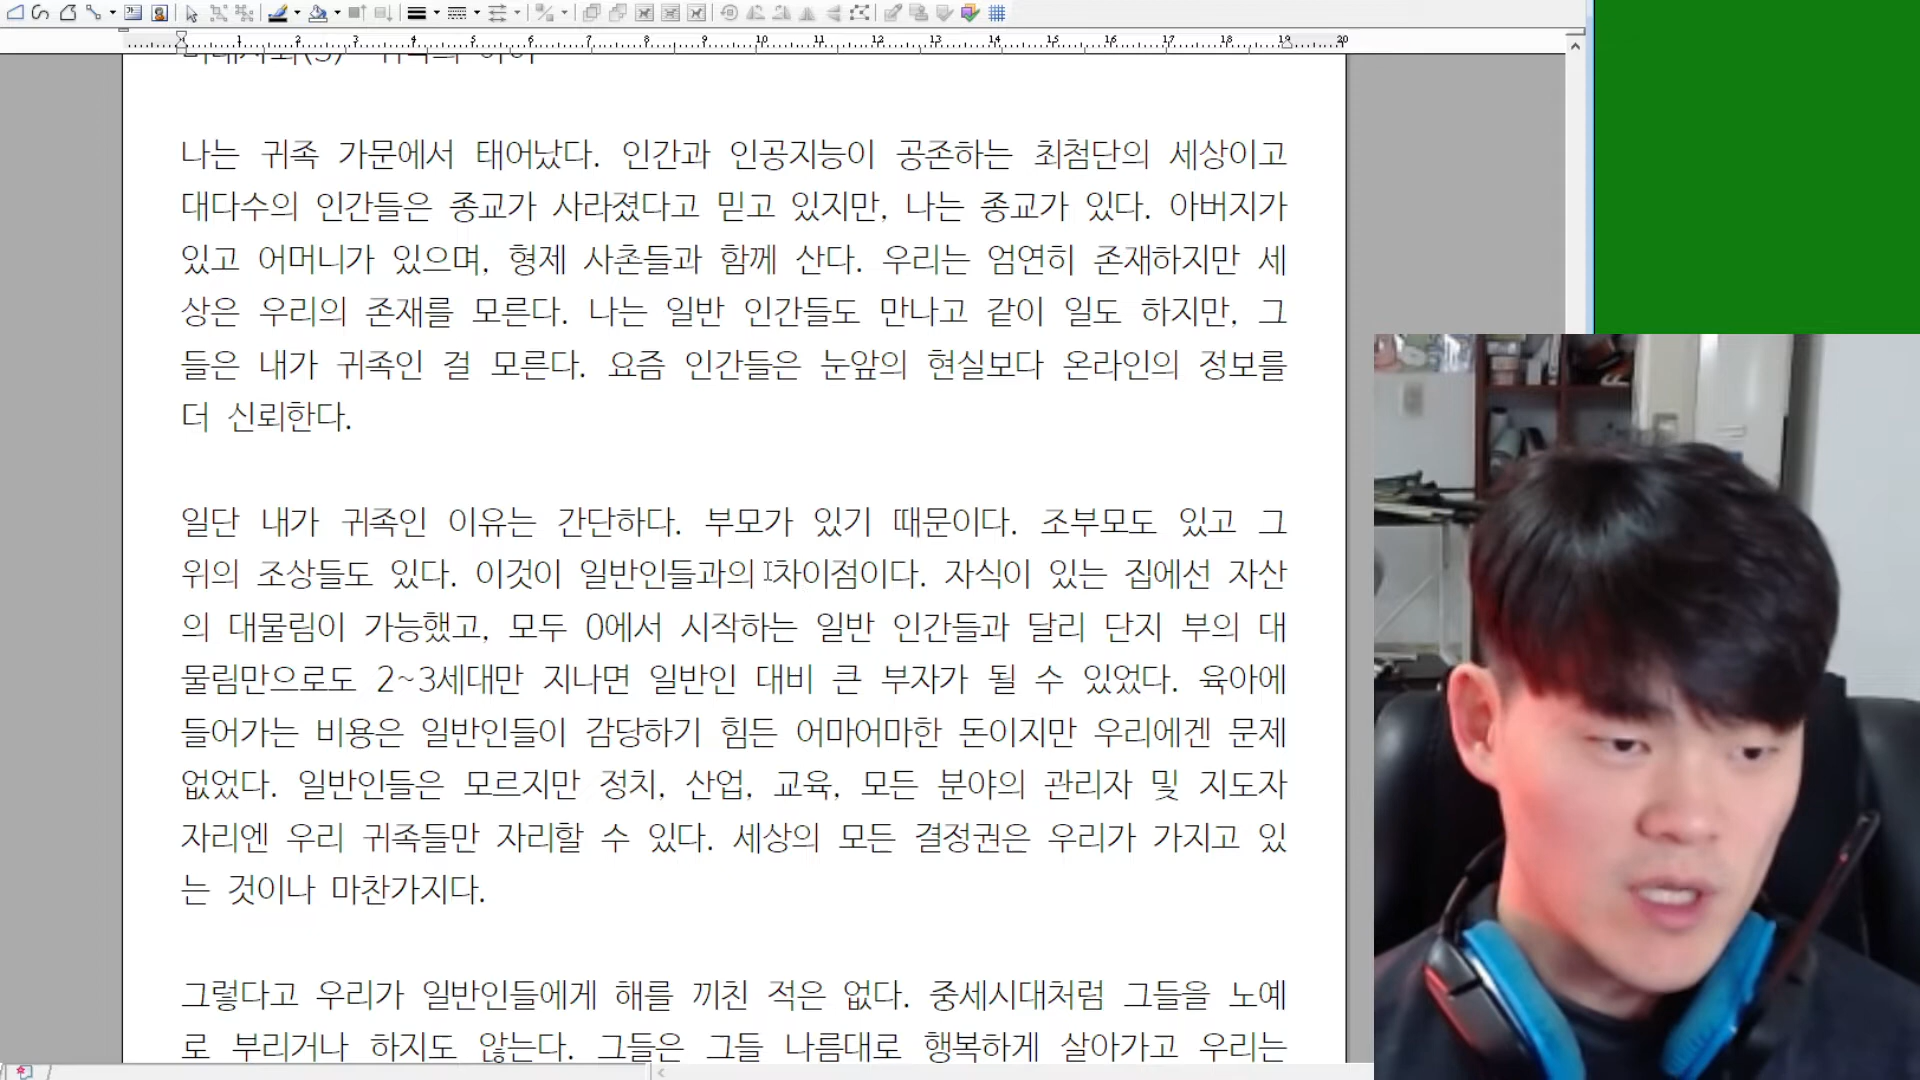 1 2 3 4 5 6 7 8 9 10 11 12 13 14 15 16 17 18 19 20
나는 귀족 가문에서 태어났다. 인간과 인공지능이 공존하는 최첨단의 세상이고
대다수의 인간들은 종교가 사라졌다고 믿고 있지만, 나는 종교가 있다. 아버지가
있고 어머니가 있으며, 형제 사촌들과 함께 산다. 우리는 엄연히 존재하지만 세
상은 우리의 존재를 모른다. 나는 일반 인간들도 만나고 같이 일도 하지만, 그
들은 내가 귀족인 걸 모른다. 요즘 인간들은 눈앞의 현실보다 온라인의 정보를
더 신뢰한다.
일단 내가 귀족인 이유는 간단하다. 부모가 있기 때문이다. 조부모도 있고 그
위의 조상들도 있다. 이것이 일반인들과의 차이점이다. 자식이 있는 집에선 자산
의 대물림이 가능했고, 모두 0에서 시작하는 일반 인간들과 달리 단지 부의 대
물림만으로도 2~3세대만 지나면 일반인 대비 큰 부자가 될 수 있었다. 육아에
들어가는 비용은 일반인들이 감당하기 힘든 어마어마한 돈이지만 우리에겐 문제
없었다. 일반인들은 모르지만 정치, 산업, 교육, 모든 분야의 관리자 및 지도자
자리엔 우리 귀족들만 자리할 수 있다. 세상의 모든 결정권은 우리가 가지고 있
는 것이나 마찬가지다.
그렇다고 우리가 일반인들에게 해를 끼친 적은 없다. 중세시대처럼 그들을 노예
로 부리거나 하지도 않는다. 그들은 그들 나름대로 행복하게 살아가고 우리는